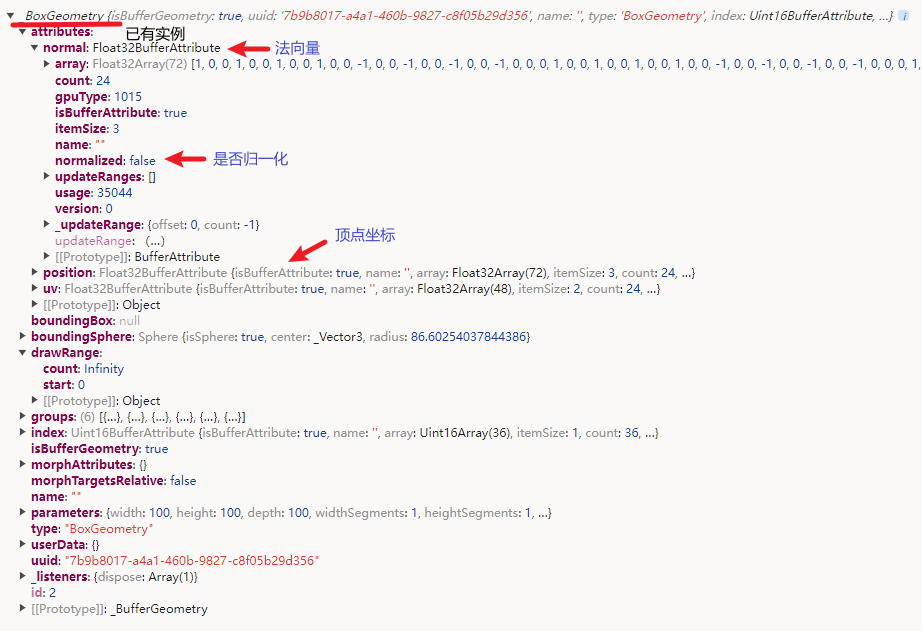 _BoxGeometry {isBufferGeometry: true, uuid: '7b9b8017-a4a1-460b-9827-c8f05b29d356', name: '', type: 'BoxGeometry', index: Uint16BufferAttribute, …} i
attributes: 已有实例
normal: Float32BufferAttribute 法向量
array: Float32Array(72) [1, 0, 0, 1, 0, 0, 1, 0, 0, 1, 0, 0, -1, 0, 0, -1, 0, 0, -1, 0, 0, -1, 0, 0, 0, 1, 0, 0, 1, 0, 0, 1, 0, 0, 1, 0, 0, -1, 0, 0, -1, 0, 0, -1, 0, 0, -1, 0, 0, 0, 1,
count: 24
gpuType: 1015
isBufferAttribute: true
itemSize: 3
name: ""
normalized: false 是否归一化
updateRanges: []
usage: 35044
version: 0
_updateRange: {offset: 0, count: -1}
updateRange: (…) 顶点坐标
[[Prototype]]: BufferAttribute
position: Float32BufferAttribute {isBufferAttribute: true, name: '', array: Float32Array(72), itemSize: 3, count: 24, …}
uv: Float32BufferAttribute {isBufferAttribute: true, name: '', array: Float32Array(48), itemSize: 2, count: 24, …}
[[Prototype]]: Object
boundingBox: null
boundingSphere: Sphere {isSphere: true, center: _Vector3, radius: 86.60254037844386}
drawRange:
count: Infinity
start: 0
[[Prototype]]: Object
groups: (6) [{…}, {…}, {…}, {…}, {…}, {…}]
index: Uint16BufferAttribute {isBufferAttribute: true, name: '', array: Uint16Array(36), itemSize: 1, count: 36, …}
isBufferGeometry: true
morphAttributes: {}
morphTargetsRelative: false
name: ""
parameters: {width: 100, height: 100, depth: 100, widthSegments: 1, heightSegments: 1, …}
type: "BoxGeometry"
userData: {}
uuid: "7b9b8017-a4a1-460b-9827-c8f05b29d356"
_listeners: {dispose: Array(1)}
id: 2
[[Prototype]]: _BufferGeometry